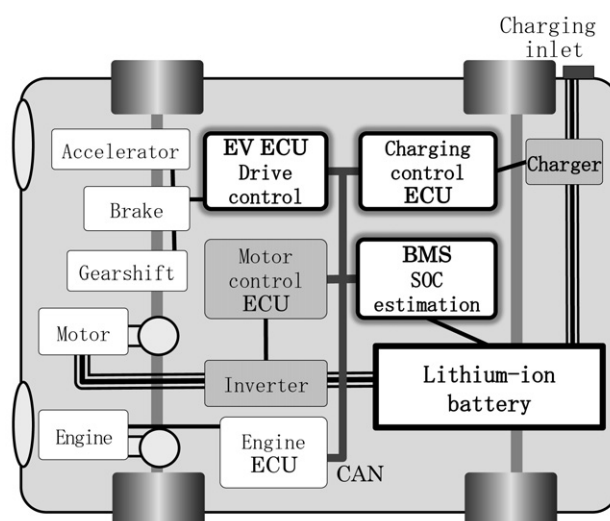 Charging
inlet
Accelerator
EV ECU
Drive
control
Charging
control
ECU
Charger
Brake
Gearshift
Motor
control
ECU
BMS
SOC
estimation
Motor
Inverter
Lithium-ion
battery
Engine
Engine
ECU
CAN